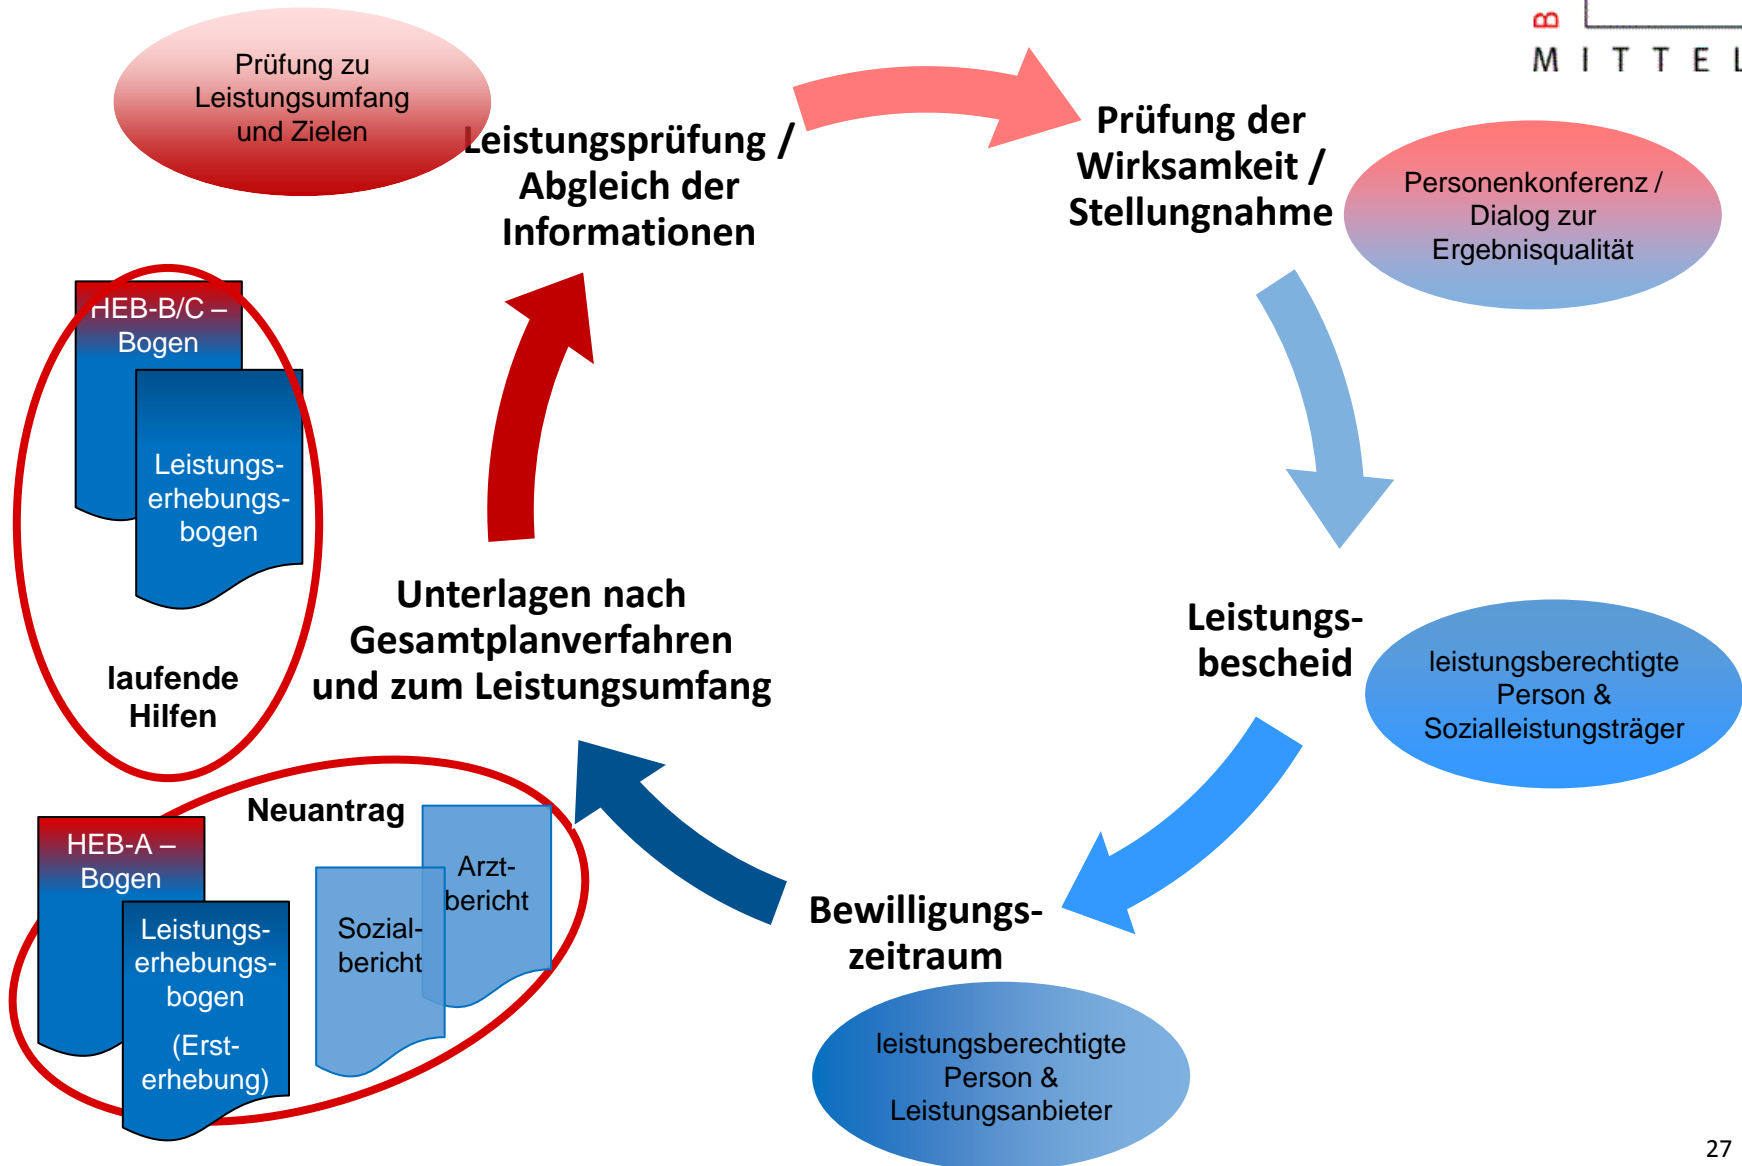 B
MITTEL
Prüfung zu
Leistungsumfang
und Zielen
Leistungsprüfung /
Abgleich der
Informationen
Prüfung der
Wirksamkeit /
Stellungnahme
Personenkonferenz /
Dialog zur
Ergebnisqualität
HEB-B/C –
Bogen
Leistungs-
erhebungs-
bogen
laufende
Hilfen
Unterlagen nach
Gesamtplanverfahren
und zum Leistungsumfang
Leistungs-
bescheid
leistungsberechtigte
Person &
Sozialleistungsträger
Neuantrag
HEB-A –
Bogen
Leistungs-
erhebungs-
bogen
(Erst-
erhebung)
Sozial-
bericht
Arzt-
bericht
Bewilligungs-
zeitraum
leistungsberechtigte
Person &
Leistungsanbieter
27